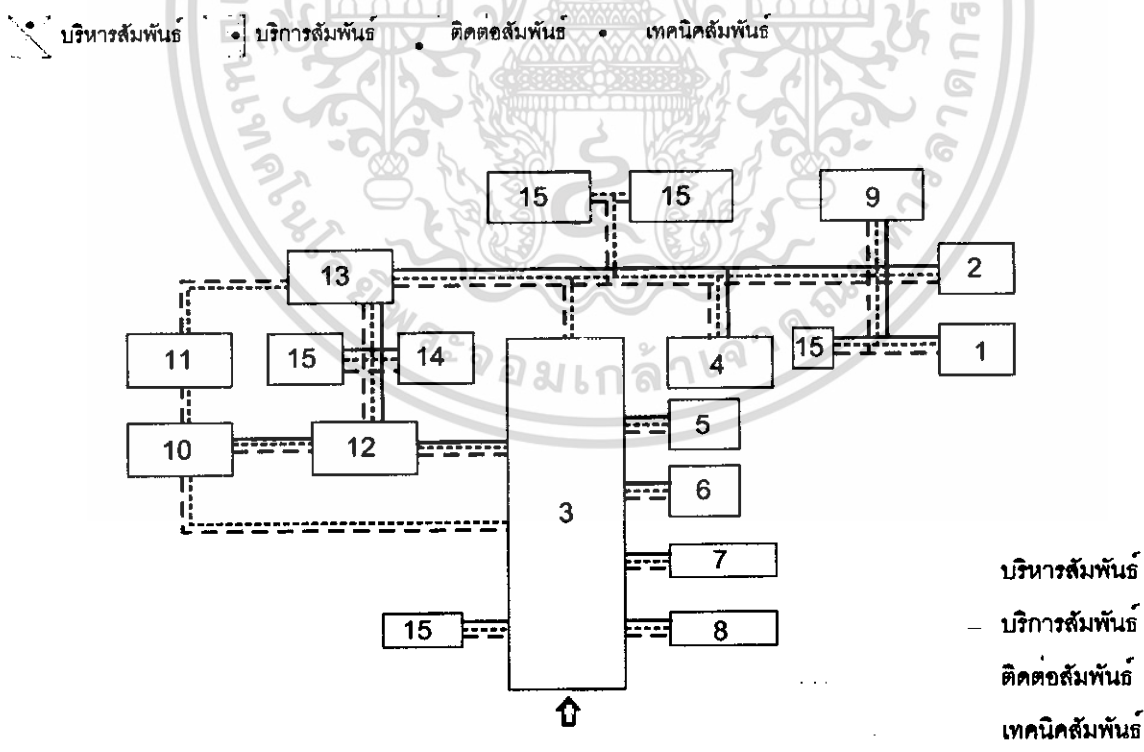 บริหารสัมพันธ์ บริการสัมพันธ์ ติดต่อสัมพันธ์ เทคนิคสัมพันธ์
15 15 9
13 2
11 15 14 4 15 1
10 12 5
3 6
7
15 8
บริหารสัมพันธ์
บริการสัมพันธ์
ติดต่อสัมพันธ์
เทคนิคสัมพันธ์